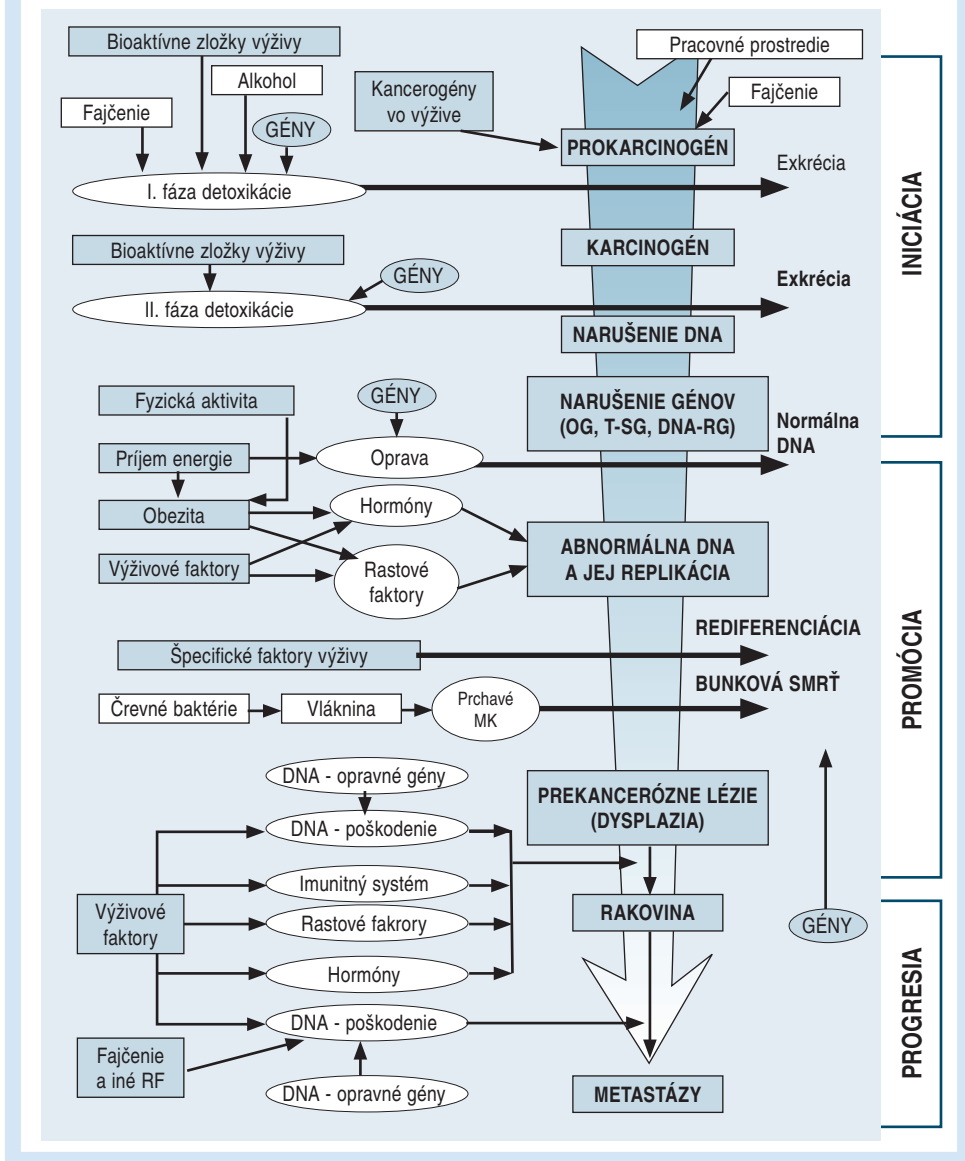 Bioaktívne zložky výživy
Pracovné prostredie
Alkohol
Kancerogény
vo výžive
Fajčenie
Fajčenie
GÉNY
PROKARCINOGÉN
I. fáza detoxikácie
Exkrécia
INICIÁCIA
KARCINOGÉN
Bioaktívne zložky výživy
GÉNY
Exkrécia
II. fáza detoxikácie
NARUŠENIE DNA
Fyzická aktivita
GÉNY
NARUŠENIE GÉNOV
(OG, T-SG, DNA-RG)
Normálna
DNA
Príjem energie
Oprava
Obezita
Hormóny
Výživové faktory
Rastové
faktory
ABNORMÁLNA DNA
A JEJ REPLIKÁCIA
PROMÓCIA
REDIFERENCIÁCIA
Špecifické faktory výživy
BUNKOVÁ SMRŤ
Črevné baktérie
Vláknina
Prchavé
MK
DNA - opravné gény
PREKANCERÓZNE LÉZIE
(DYSPLAZIA)
DNA - poškodenie
Imunitný systém
Výživové
faktory
Rastové fakrory
RAKOVINA
GÉNY
Hormóny
PROGRESIA
DNA - poškodenie
Fajčenie
a iné RF
DNA - opravné gény
METASTÁZY